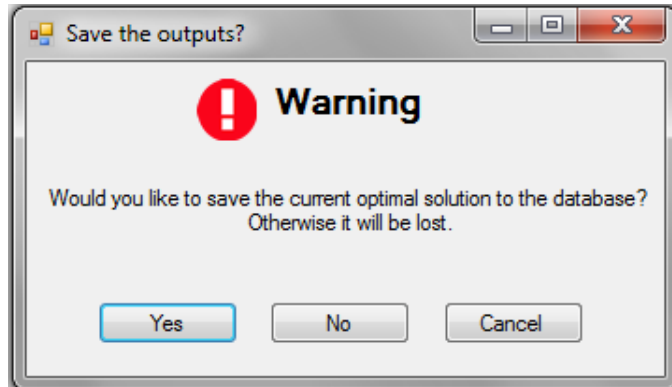 Save the outputs?
Warning
Would you like to save the current optimal solution to the database?
Otherwise it will be lost.
Yes No Cancel